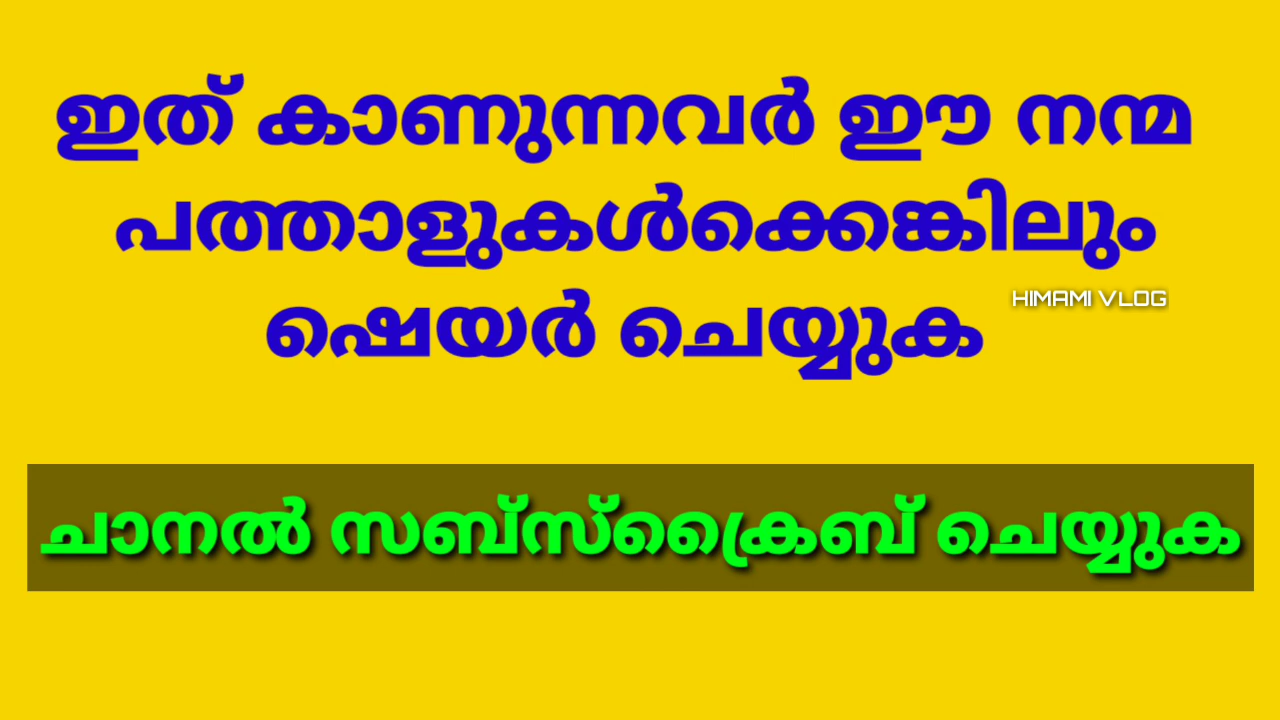 ഇത് കാണുന്നവർ ഈ നന്മ
പത്താളുകൾക്കെങ്കിലും
ഷെയർ ചെയ്യുക
HIMAMI VLOG
ചാനൽ സബ്സ്ക്രൈബ് ചെയ്യുക